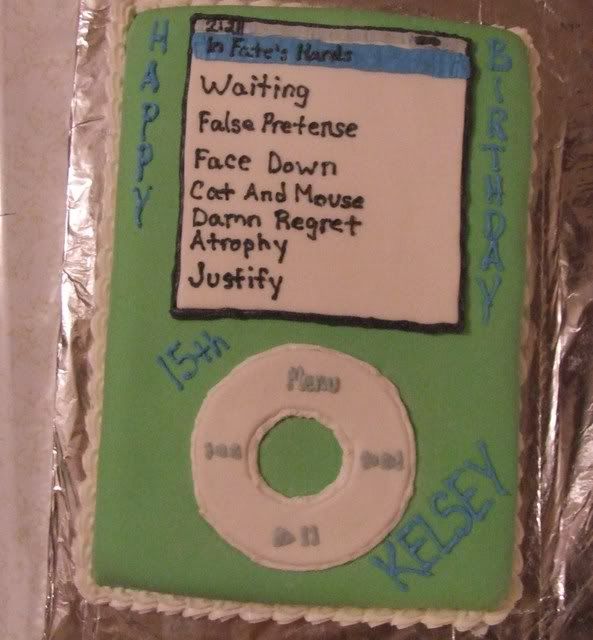 HAPPY
BIRTHDAY
In Fate's Hands
Waiting
False Pretense
Face Down
Cat And Mouse
Damn Regret
Atrophy
Justify
15th
Menu
KELSEY